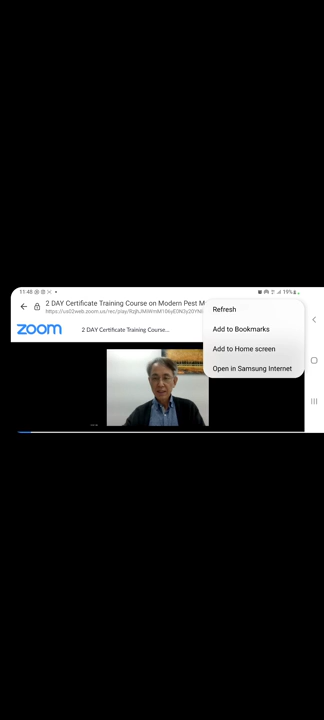 11:48 19%
2 DAY Certificate Training Course on Modern Pest M
zoom
2 DAY Certificate Training Course...
Refresh
Add to Bookmarks
Add to Home screen
Open in Samsung Internet